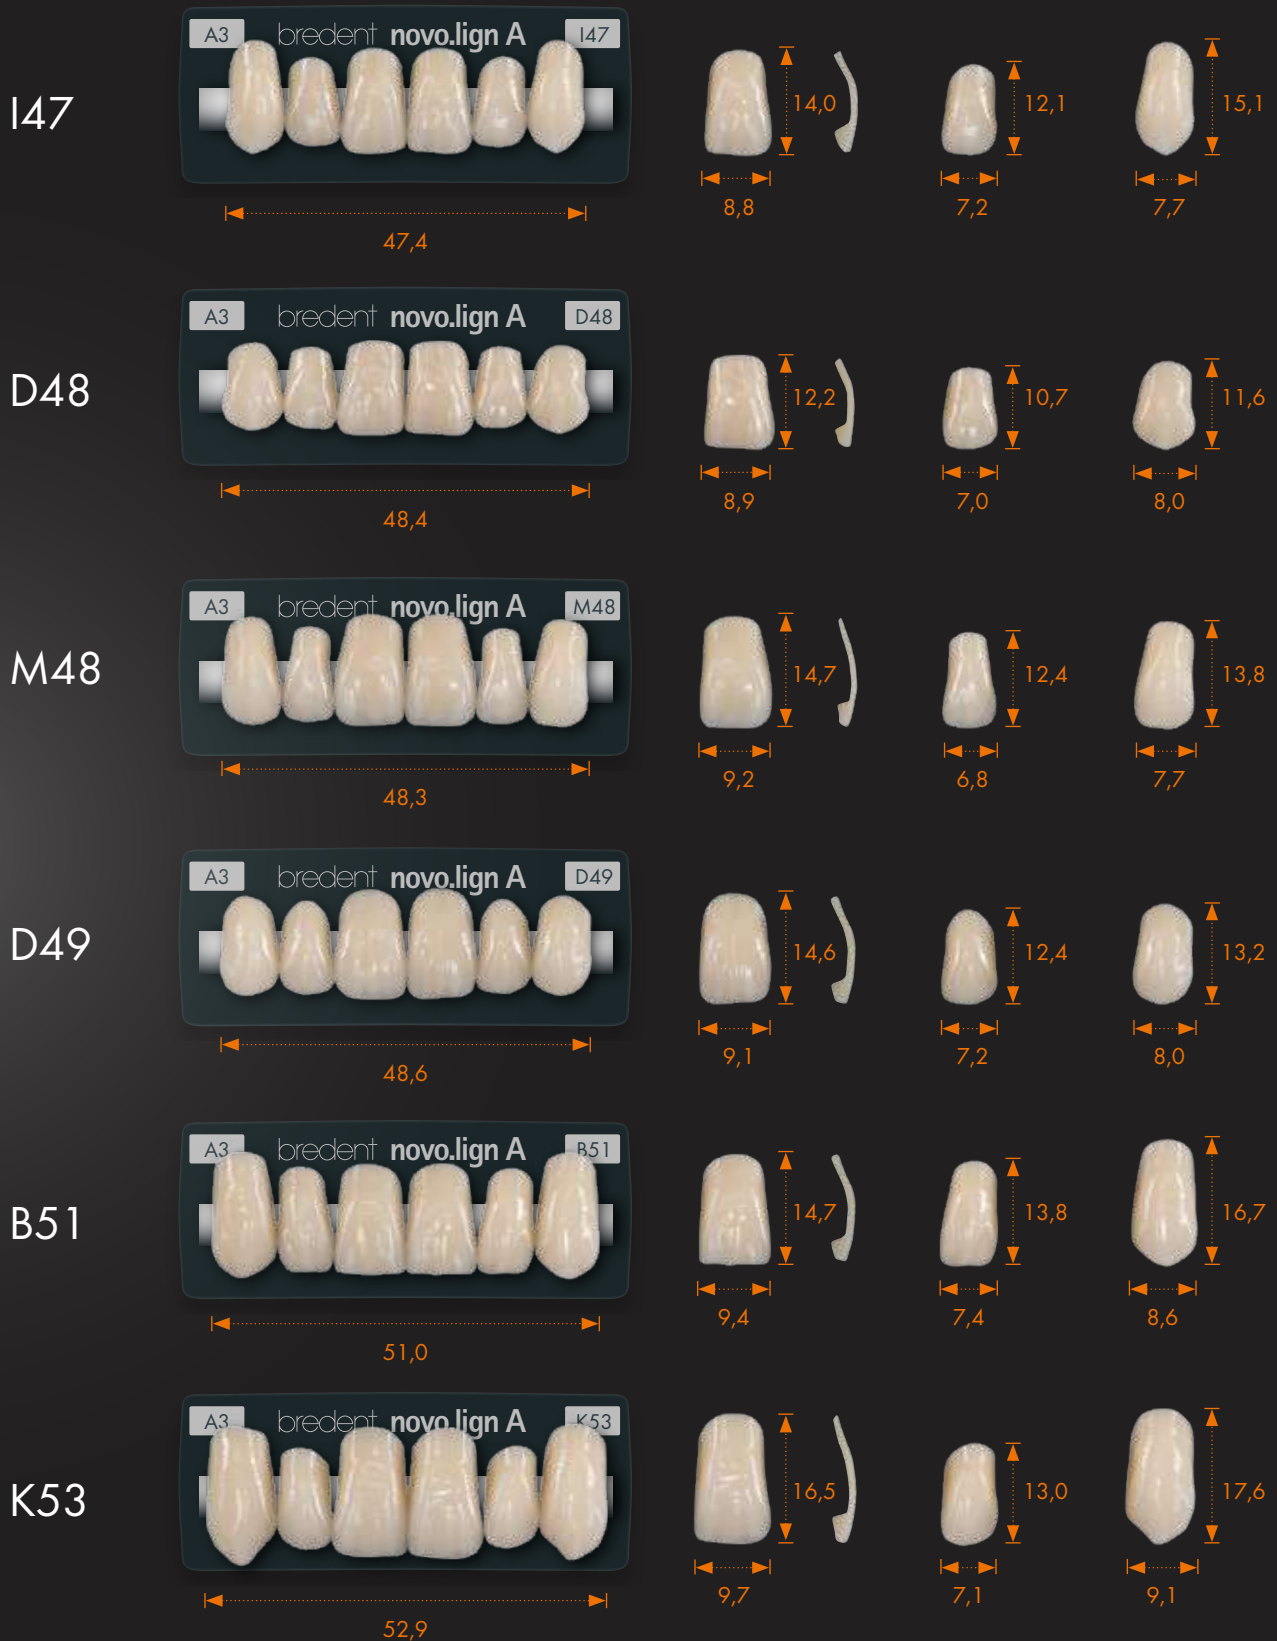 A3 bredent novo.lign A I47
I47
14,0 12,1 15,1
8,8 7,2 7,7
47,4
A3 bredent novo.lign A D48
D48
12,2 10,7 11,6
8,9 7,0 8,0
48,4
A3 bredent novo.lign A M48
M48
14,7 12,4 13,8
9,2 6,8 7,7
48,3
A3 bredent novo.lign A D49
D49
14,6 12,4 13,2
9,1 7,2 8,0
48,6
A3 bredent novo.lign A B51
B51
14,7 13,8 16,7
9,4 7,4 8,6
51,0
A3 bredent novo.lign A K53
K53
16,5 13,0 17,6
9,7 7,1 9,1
52,9